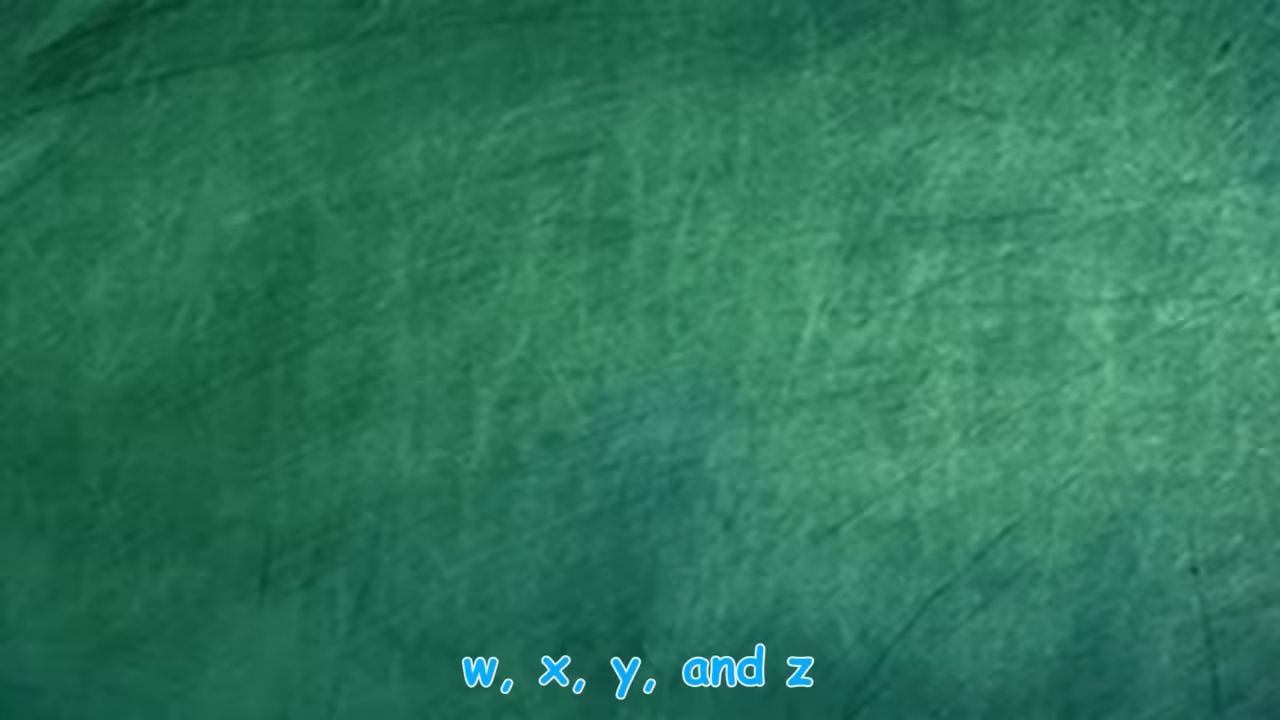 w, x, y, and z